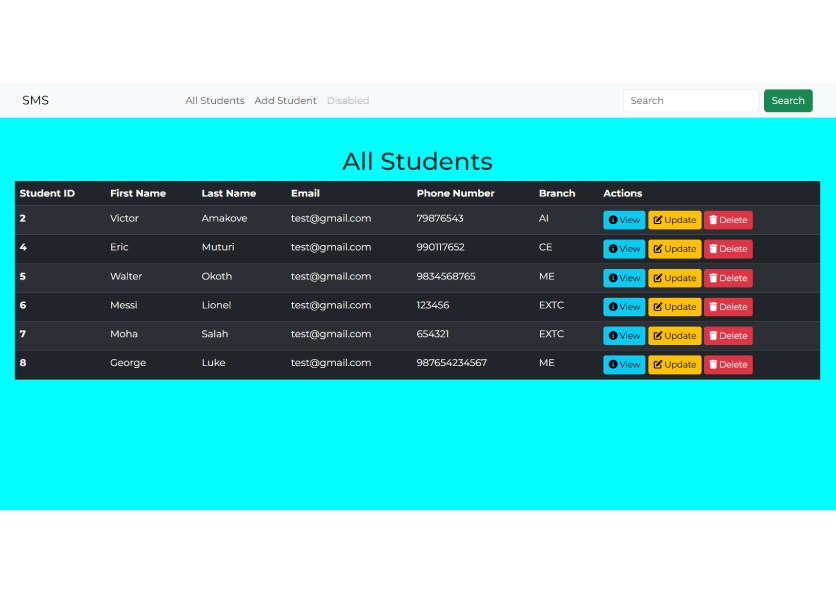 SMS All Students Add Student Disabled Search Search
All Students
Student ID First Name Last Name Email Phone Number Branch Actions
2 Victor Amakove test@gmail.com 79876543 AI View Update Delete
4 Eric Muturi test@gmail.com 990117652 CE View Update Delete
5 Walter Okoth test@gmail.com 9834568765 ME View Update Delete
6 Messi Lionel test@gmail.com 123456 EXTC View Update Delete
7 Moha Salah test@gmail.com 654321 EXTC View Update Delete
8 George Luke test@gmail.com 987654234567 ME View Update Delete